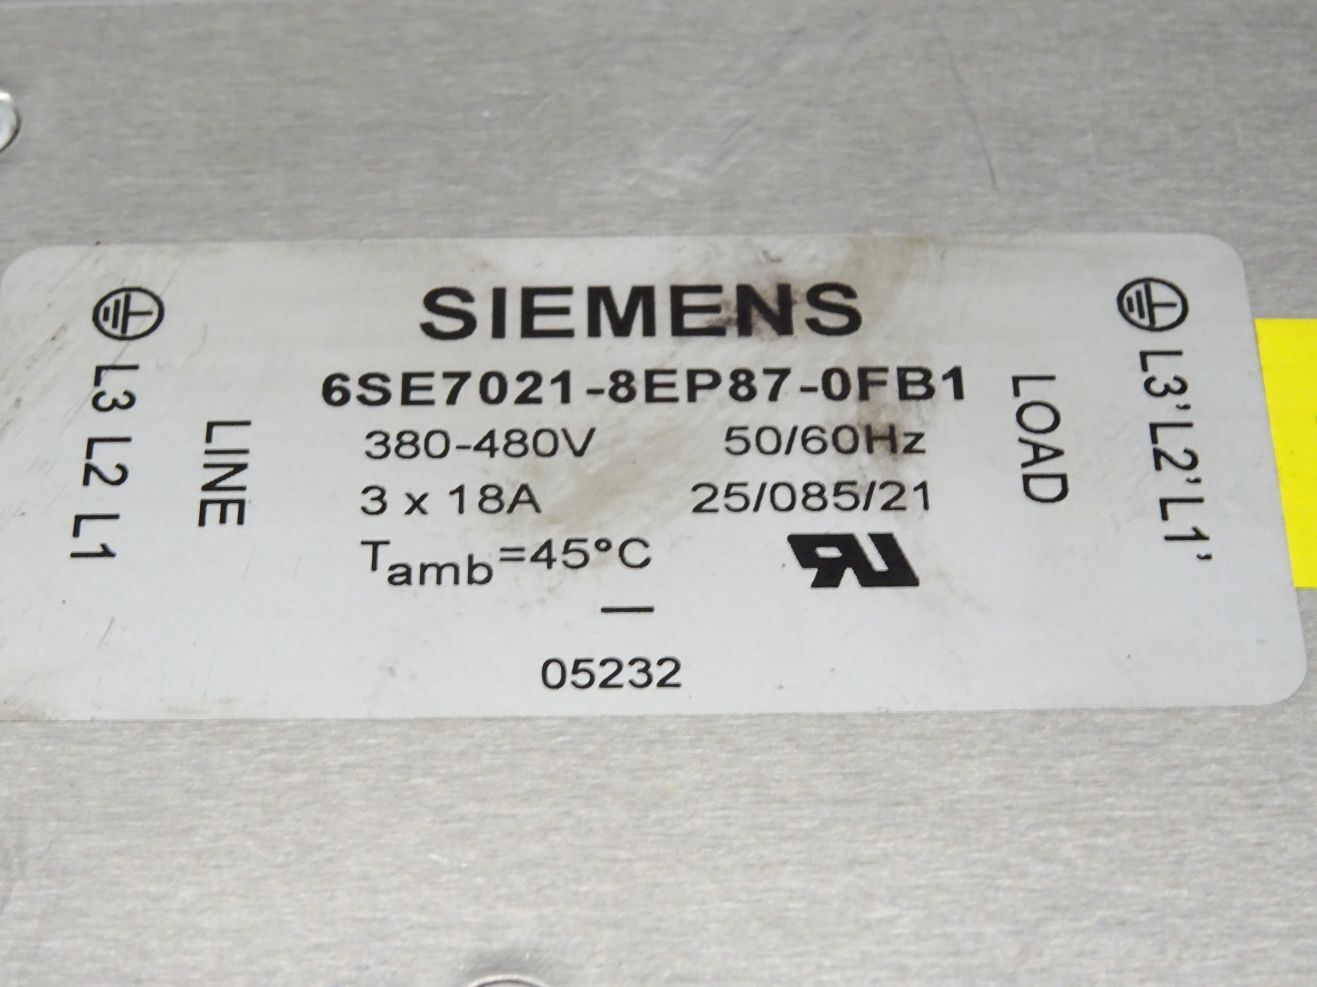 SIEMENS
6SE7021-8EP87-0FB1
380-480V 50/60Hz
3 x 18A 25/085/21
Tamb=45°C
—
05232
L3 L2 L1
LINE
LOAD
L3' L2' L1'